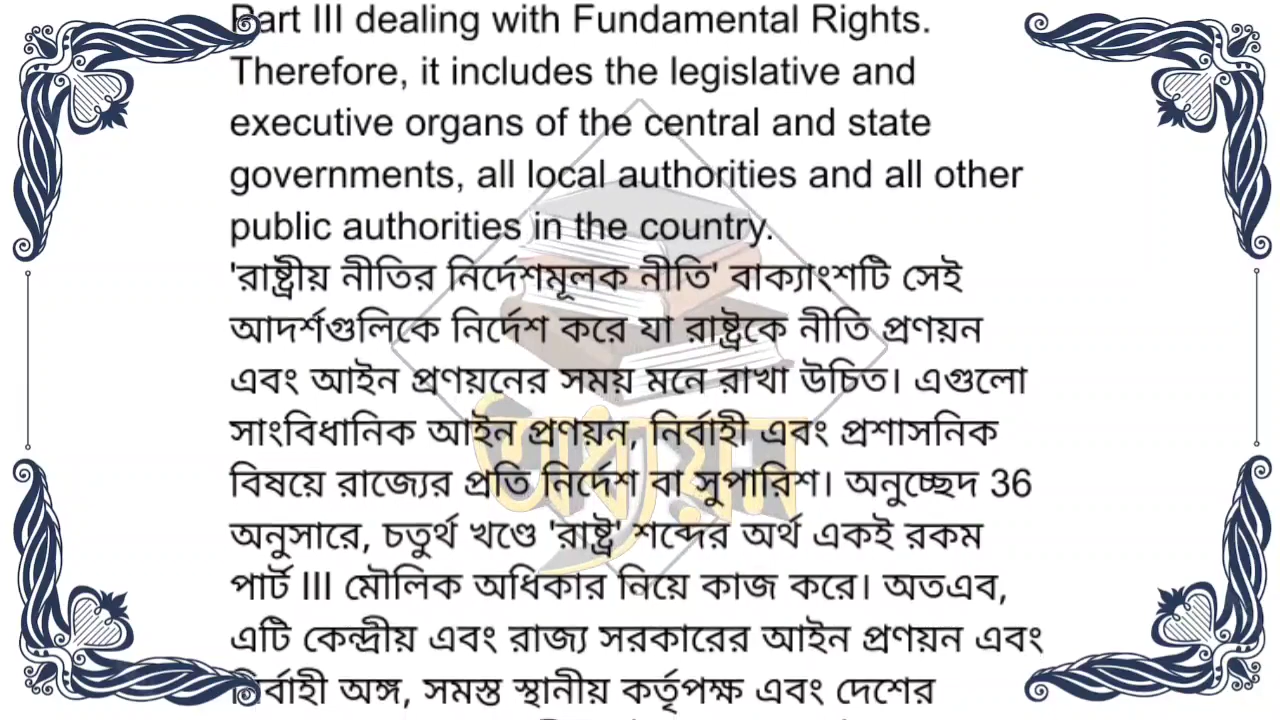 Part III dealing with Fundamental Rights.
Therefore, it includes the legislative and
executive organs of the central and state
governments, all local authorities and all other
public authorities in the country.
'রাষ্ট্রীয় নীতির নির্দেশমূলক নীতি' বাক্যাংশটি সেই
আদর্শগুলিকে নির্দেশ করে যা রাষ্ট্রকে নীতি প্রণয়ন
এবং আইন প্রণয়নের সময় মনে রাখা উচিত। এগুলো
সাংবিধানিক আইন প্রণয়ন, নির্বাহী এবং প্রশাসনিক
বিষয়ে রাজ্যের প্রতি নির্দেশ বা সুপারিশ। অনুচ্ছেদ 36
অনুসারে, চতুর্থ খণ্ডে 'রাষ্ট্র' শব্দের অর্থ একই রকম
পার্ট III মৌলিক অধিকার নিয়ে কাজ করে। অতএব,
এটি কেন্দ্রীয় এবং রাজ্য সরকারের আইন প্রণয়ন এবং
নির্বাহী অঙ্গ, সমস্ত স্থানীয় কর্তৃপক্ষ এবং দেশের
অধ্যয়ন